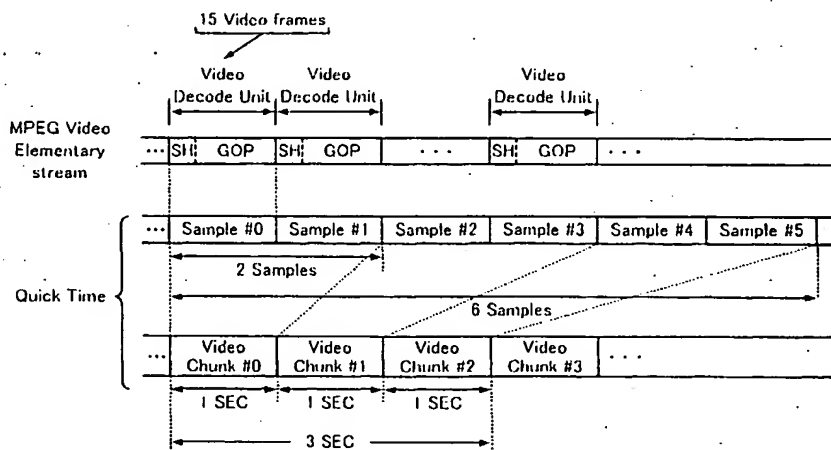 15 Video frames
Video
Decode Unit
Video
Decode Unit
Video
Decode Unit
MPEG Video
Elementary
stream
··· SH GOP SH GOP ··· SH GOP ···
··· Sample #0 Sample #1 Sample #2 Sample #3 Sample #4 Sample #5
2 Samples
Quick Time
6 Samples
··· Video
Chunk #0
Video
Chunk #1
Video
Chunk #2
Video
Chunk #3
···
1 SEC 1 SEC 1 SEC
3 SEC